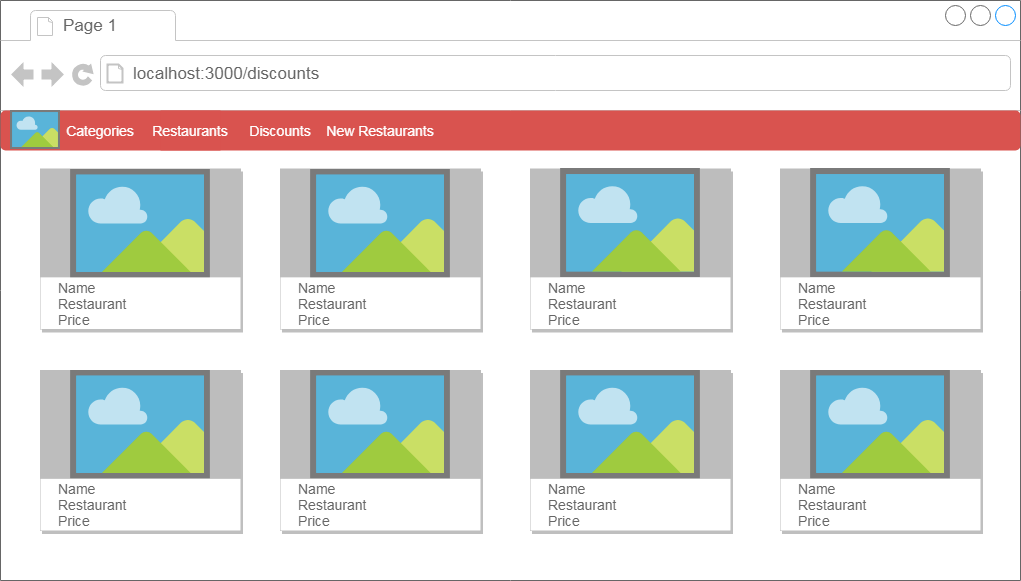 Page 1
localhost:3000/discounts
Categories Restaurants Discounts New Restaurants
Name Name Name Name
Restaurant Restaurant Restaurant Restaurant
Price Price Price Price
Name Name Name Name
Restaurant Restaurant Restaurant Restaurant
Price Price Price Price